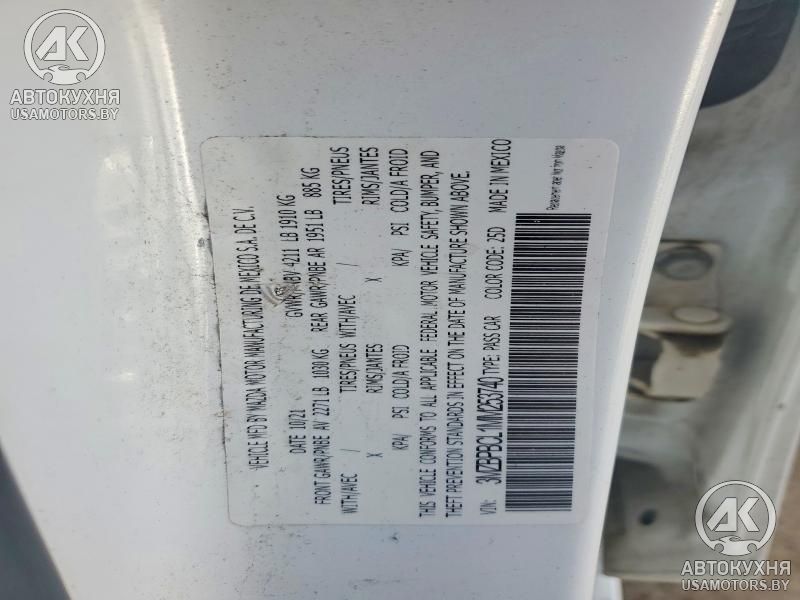 VEHICLE MFD BY MAZDA MOTOR MANUFACTURING DE MEXICO S.A. DE C.V.
DATE 10/21 GVWR/ 4211 LB 1910 KG
FRONT GAWR/PNBE AV 2271 LB 1030 KG REAR GAWR/PNBE AR 1951 LB 885 KG
WITH/AVEC / TIRES/PNEUS WITH/AVEC / TIRES/PNEUS
X RIMS/JANTES X RIMS/JANTES
KPA/ PSI COLD/A FROID KPA/ PSI COLD/A FROID
THIS VEHICLE CONFORMS TO ALL APPLICABLE FEDERAL MOTOR VEHICLE SAFETY, BUMPER, AND
THEFT PREVENTION STANDARDS IN EFFECT ON THE DATE OF MANUFACTURE SHOWN ABOVE.
VIN: 3MZBPBCL1MM253740 TYPE: PASS CAR COLOR CODE: 25D MADE IN MEXICO
АК
АВТОКУХНЯ
USAMOTORS.BY
АК
АВТОКУХНЯ
USAMOTORS.BY